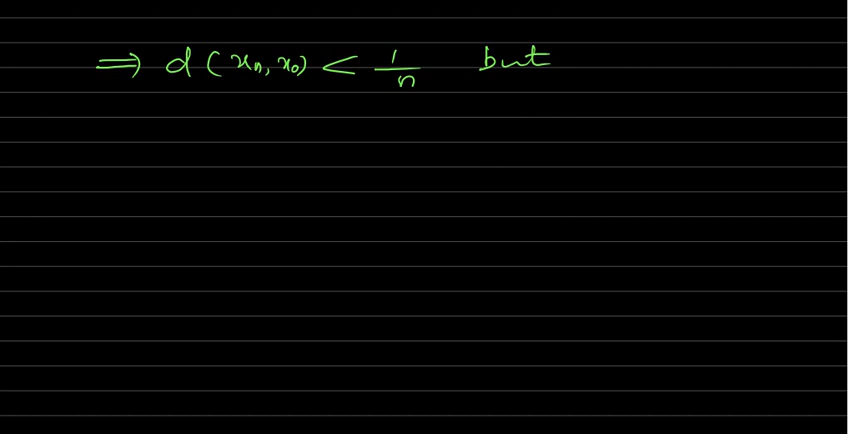 ⇒ d(xₙ, x₀) < 1/n but